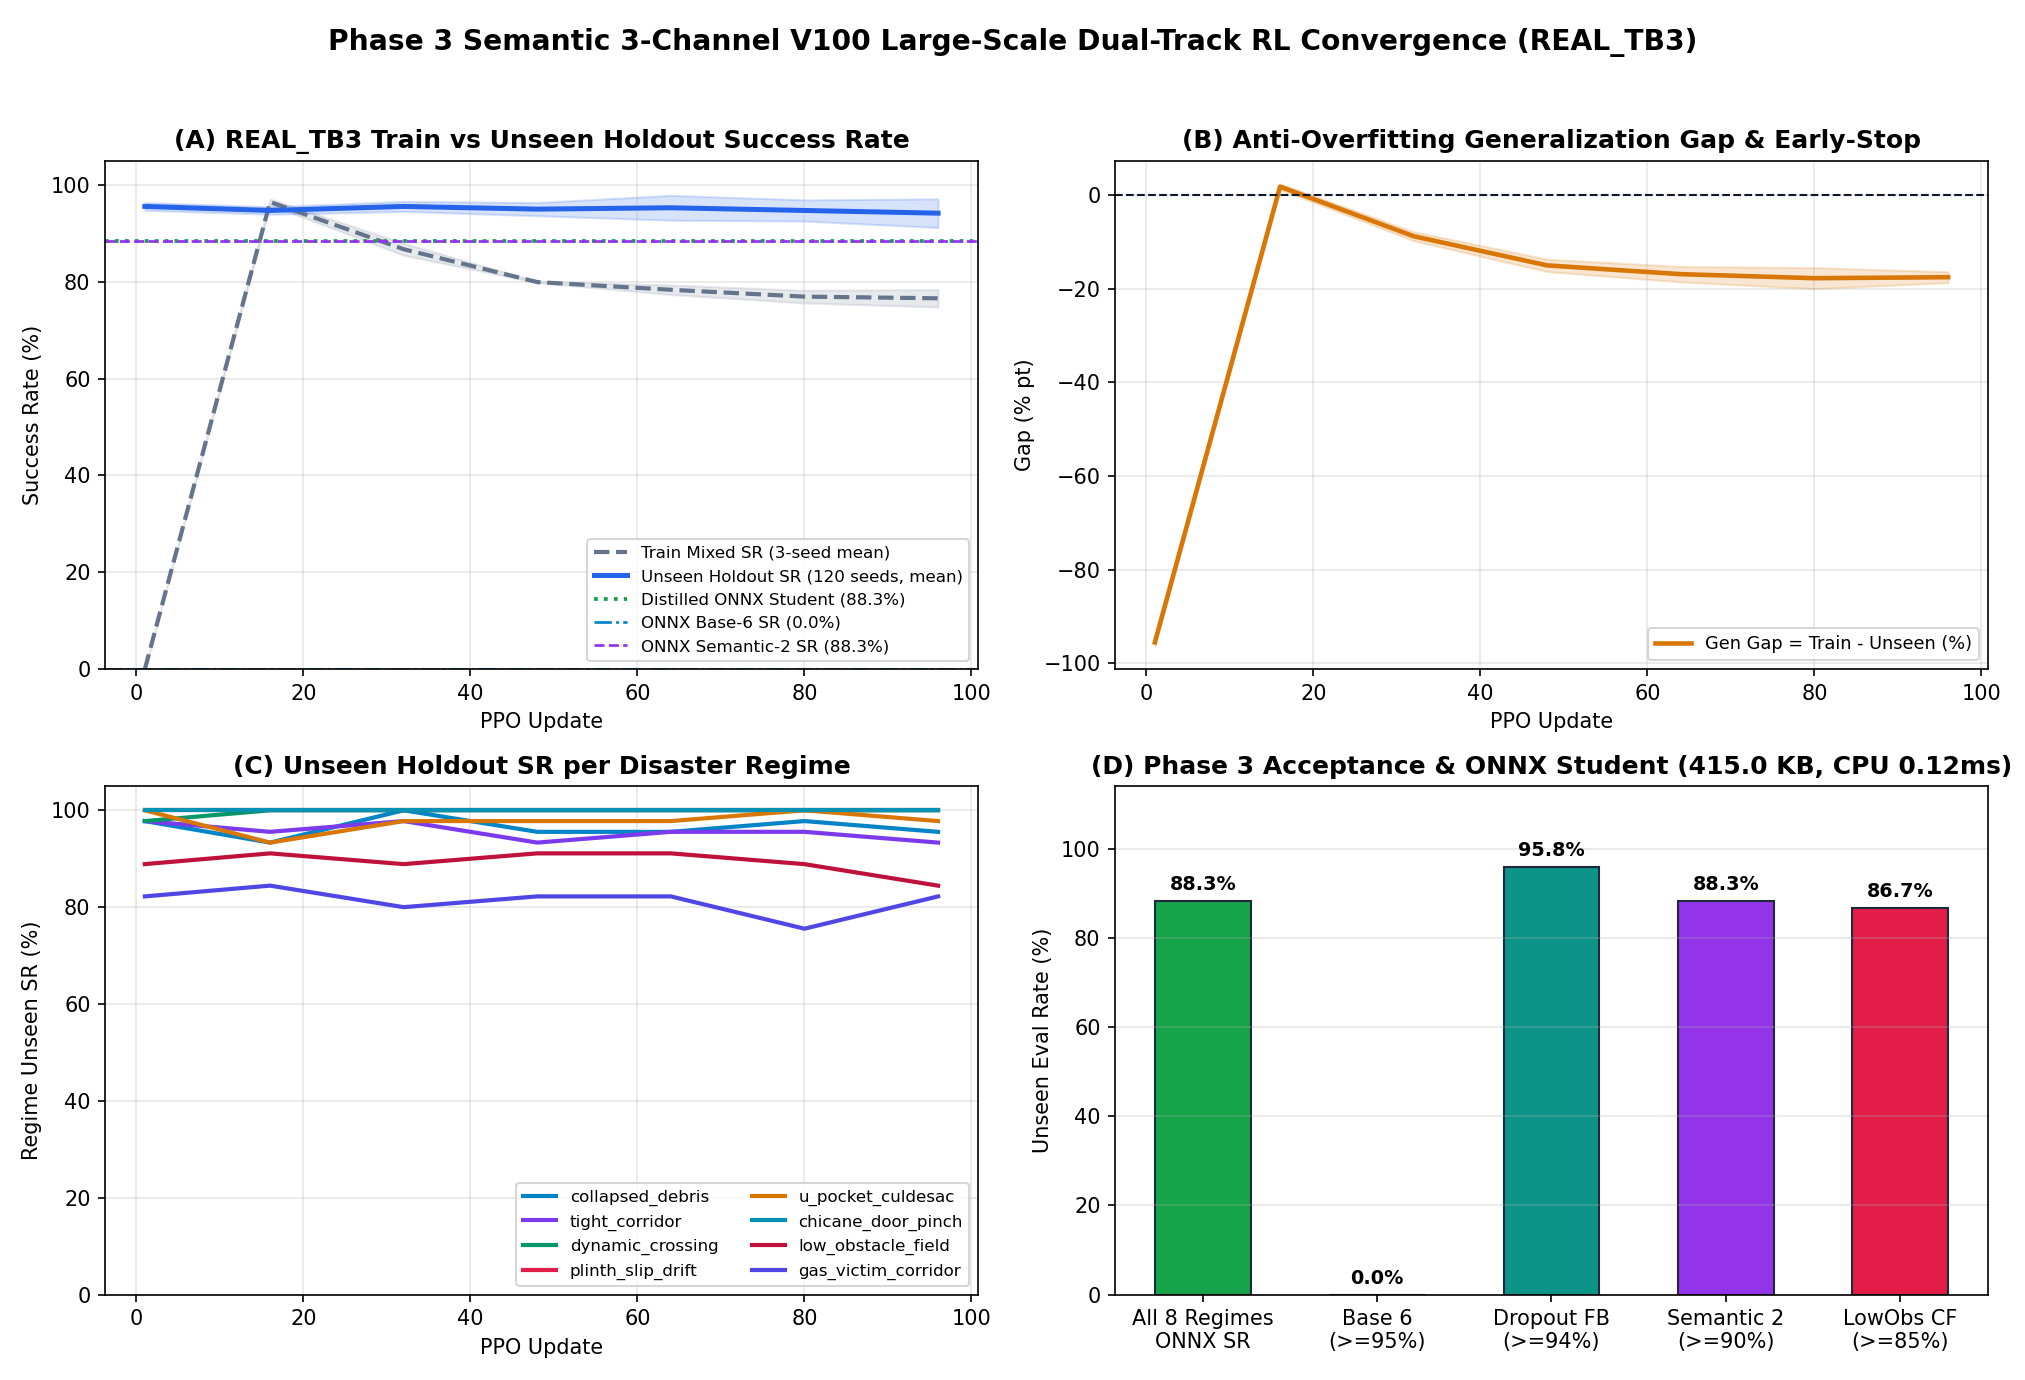 Phase 3 Semantic 3-Channel V100 Large-Scale Dual-Track RL Convergence (REAL_TB3)
(A) REAL_TB3 Train vs Unseen Holdout Success Rate
Success Rate (%)
100
80
60
40
20
0
Train Mixed SR (3-seed mean)
Unseen Holdout SR (120 seeds, mean)
Distilled ONNX Student (88.3%)
ONNX Base-6 SR (0.0%)
ONNX Semantic-2 SR (88.3%)
0 20 40 60 80 100
PPO Update
(B) Anti-Overfitting Generalization Gap & Early-Stop
Gap (% pt)
0
−20
−40
−60
−80
−100
Gen Gap = Train - Unseen (%)
0 20 40 60 80 100
PPO Update
(C) Unseen Holdout SR per Disaster Regime
Regime Unseen SR (%)
100
80
60
40
20
0
collapsed_debris
tight_corridor
dynamic_crossing
plinth_slip_drift
u_pocket_culdesac
chicane_door_pinch
low_obstacle_field
gas_victim_corridor
0 20 40 60 80 100
PPO Update
(D) Phase 3 Acceptance & ONNX Student (415.0 KB, CPU 0.12ms)
Unseen Eval Rate (%)
100
80
60
40
20
0
88.3%
0.0%
95.8%
88.3%
86.7%
All 8 Regimes
ONNX SR
Base 6
(>=95%)
Dropout FB
(>=94%)
Semantic 2
(>=90%)
LowObs CF
(>=85%)